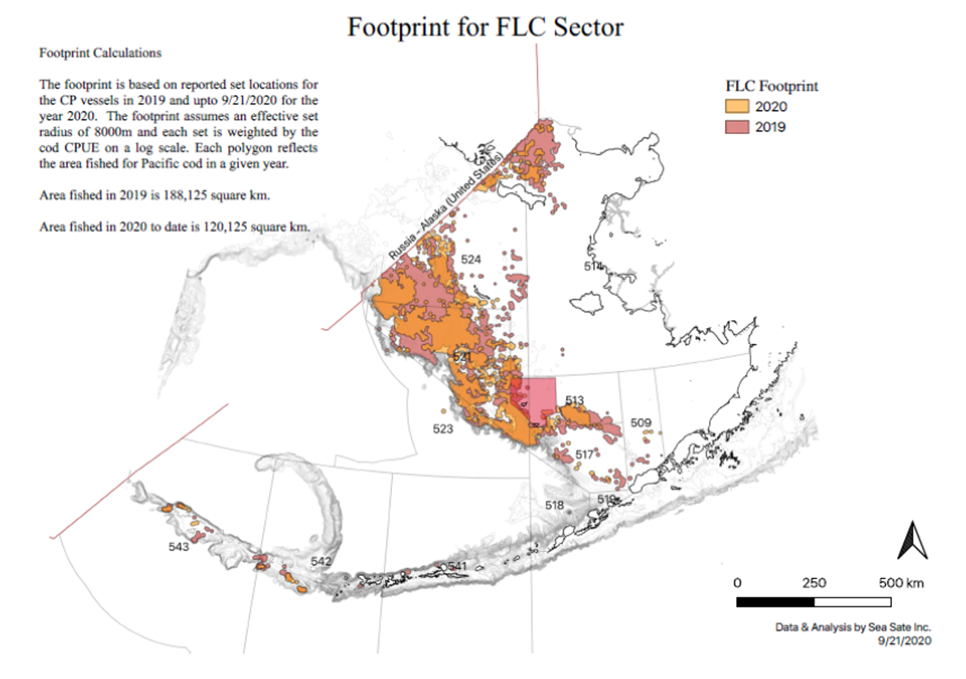 Footprint for FLC Sector
Footprint Calculations
The footprint is based on reported set locations for
the CP vessels in 2019 and upto 9/21/2020 for the
year 2020.  The footprint assumes an effective set
radius of 8000m and each set is weighted by the
cod CPUE on a log scale. Each polygon reflects
the area fished for Pacific cod in a given year.
Area fished in 2019 is 188,125 square km.
Area fished in 2020 to date is 120,125 square km.
FLC Footprint
2020
2019
Russia - Alaska (United States)
524
514
521
513
509
523
517
518
519
543
542
541
0 250 500 km
Data & Analysis by Sea Sate Inc.
9/21/2020